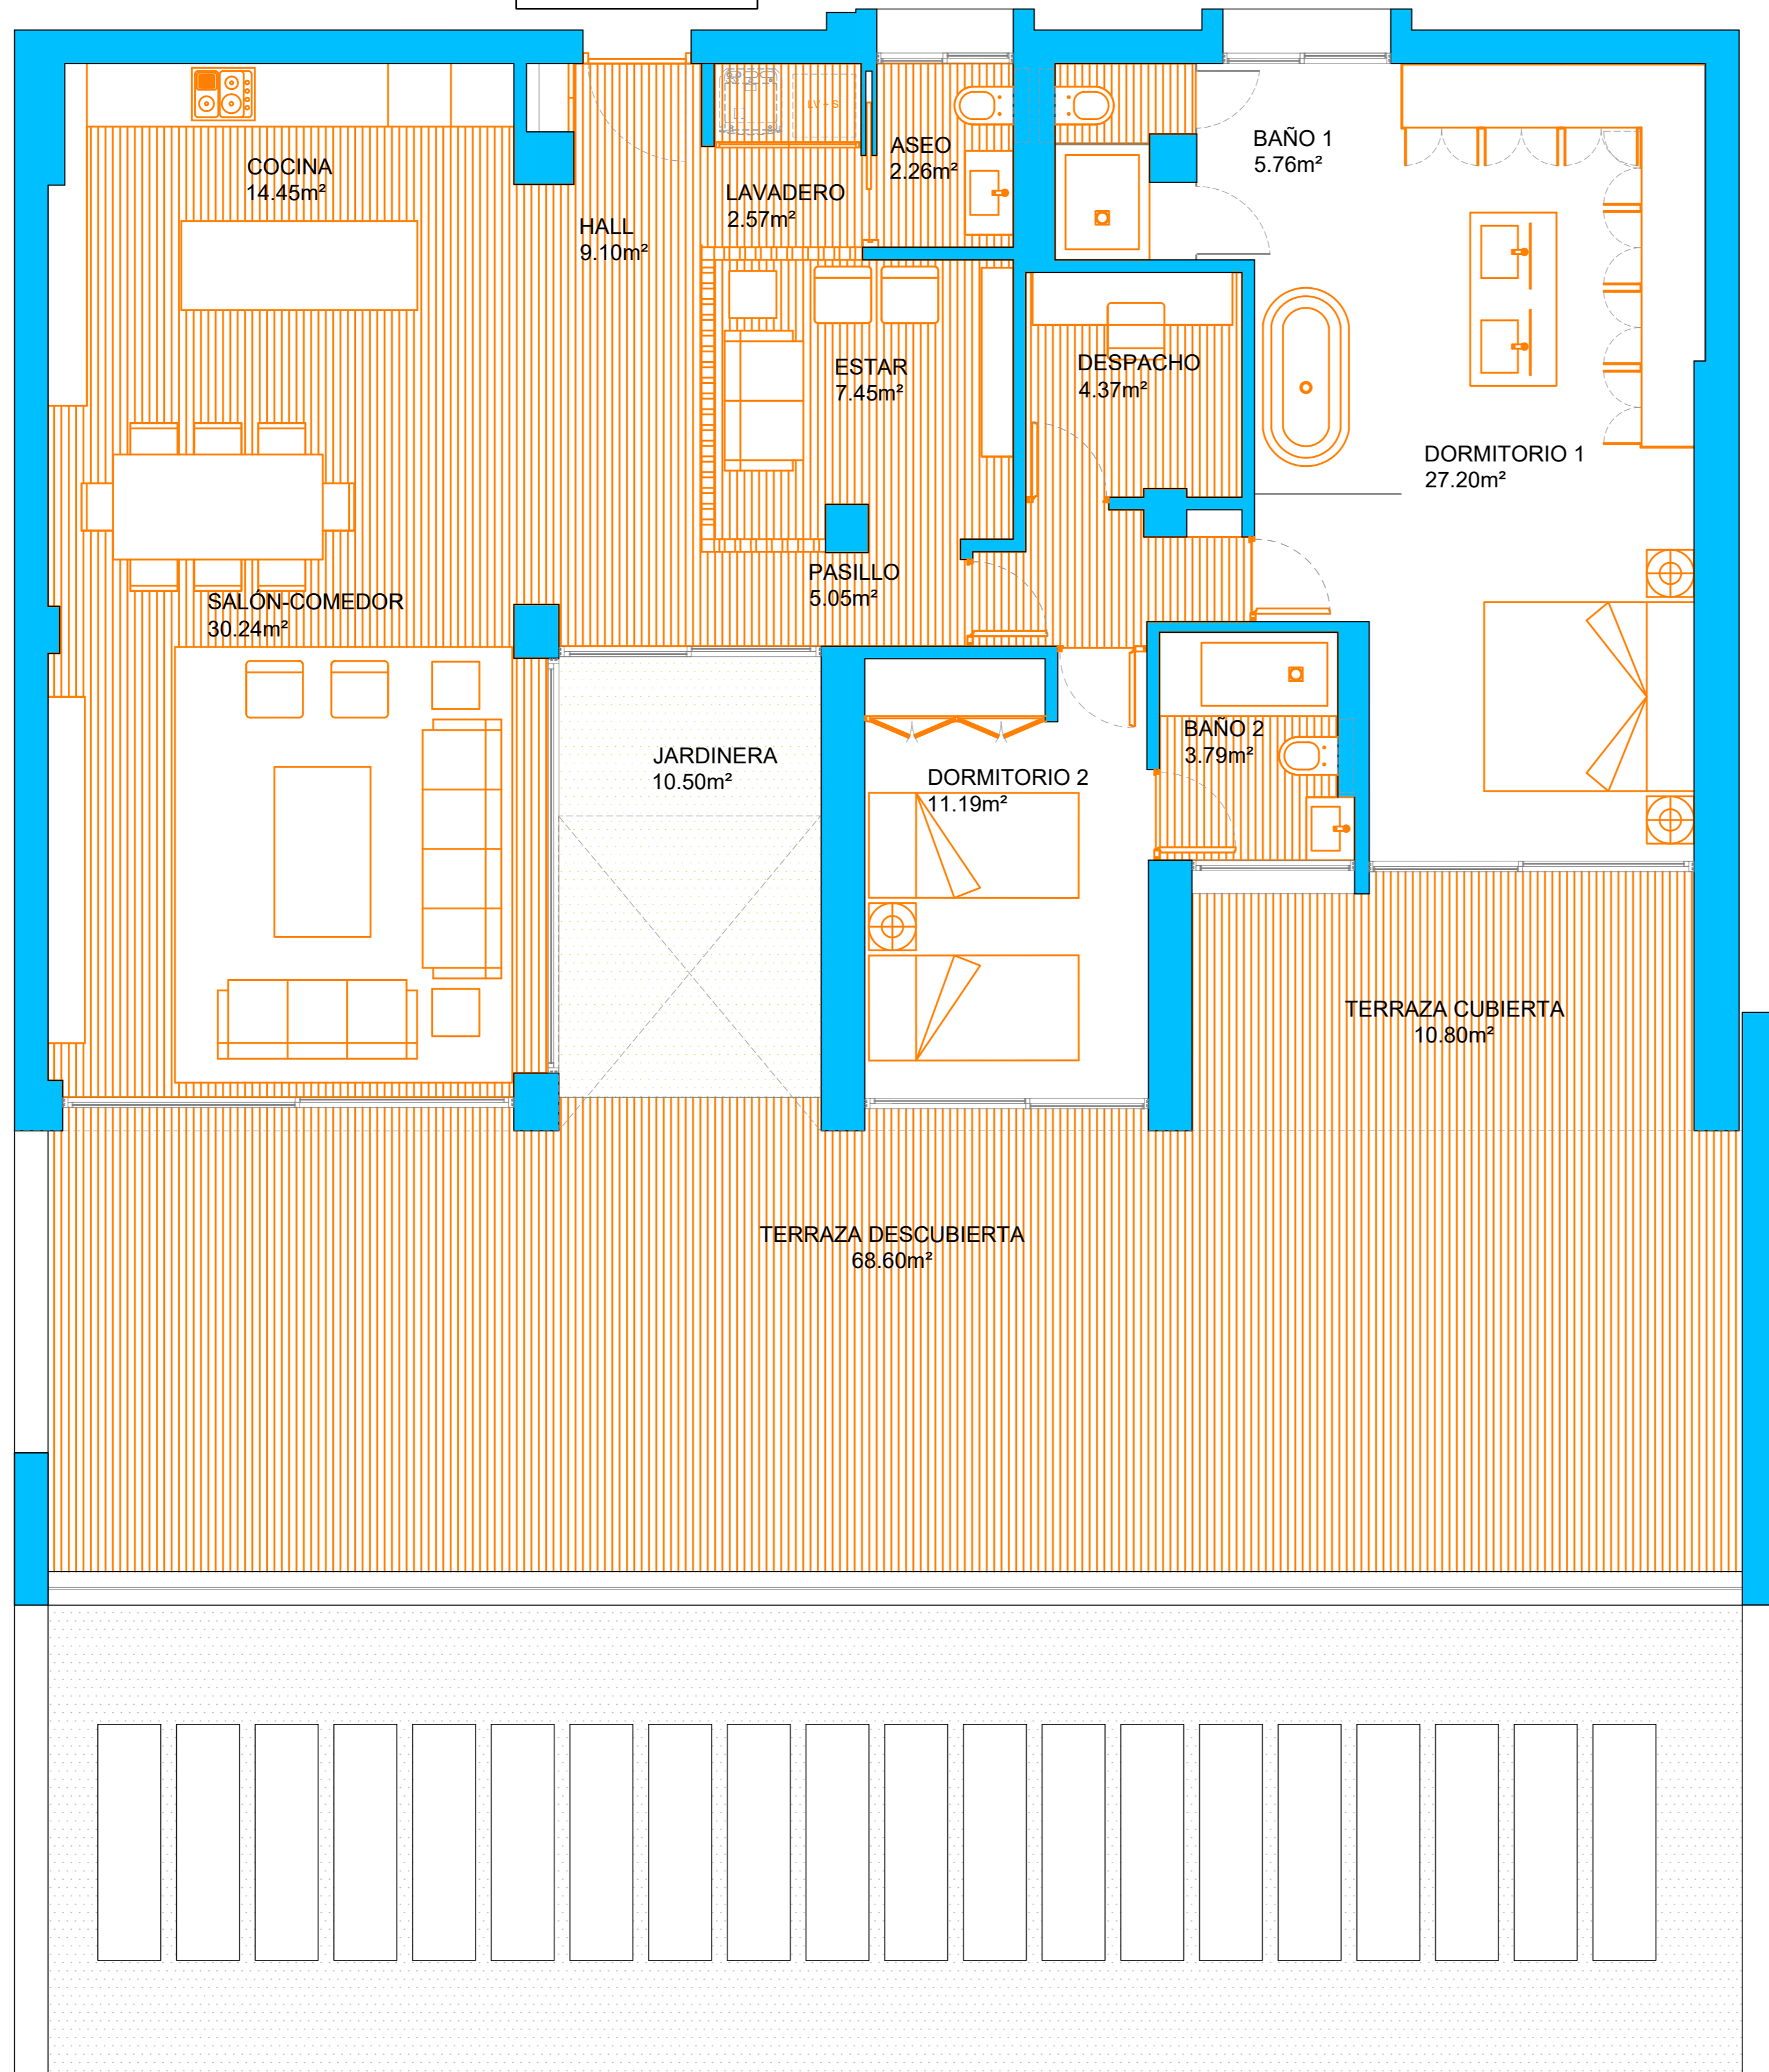 COCINA
14.45m²
HALL
9.10m²
LAVADERO
2.57m²
LV + S
ASEO
2.26m²
BAÑO 1
5.76m²
ESTAR
7.45m²
DESPACHO
4.37m²
DORMITORIO 1
27.20m²
SALÓN-COMEDOR
30.24m²
PASILLO
5.05m²
JARDINERA
10.50m²
DORMITORIO 2
11.19m²
BAÑO 2
3.79m²
TERRAZA CUBIERTA
10.80m²
TERRAZA DESCUBIERTA
68.60m²